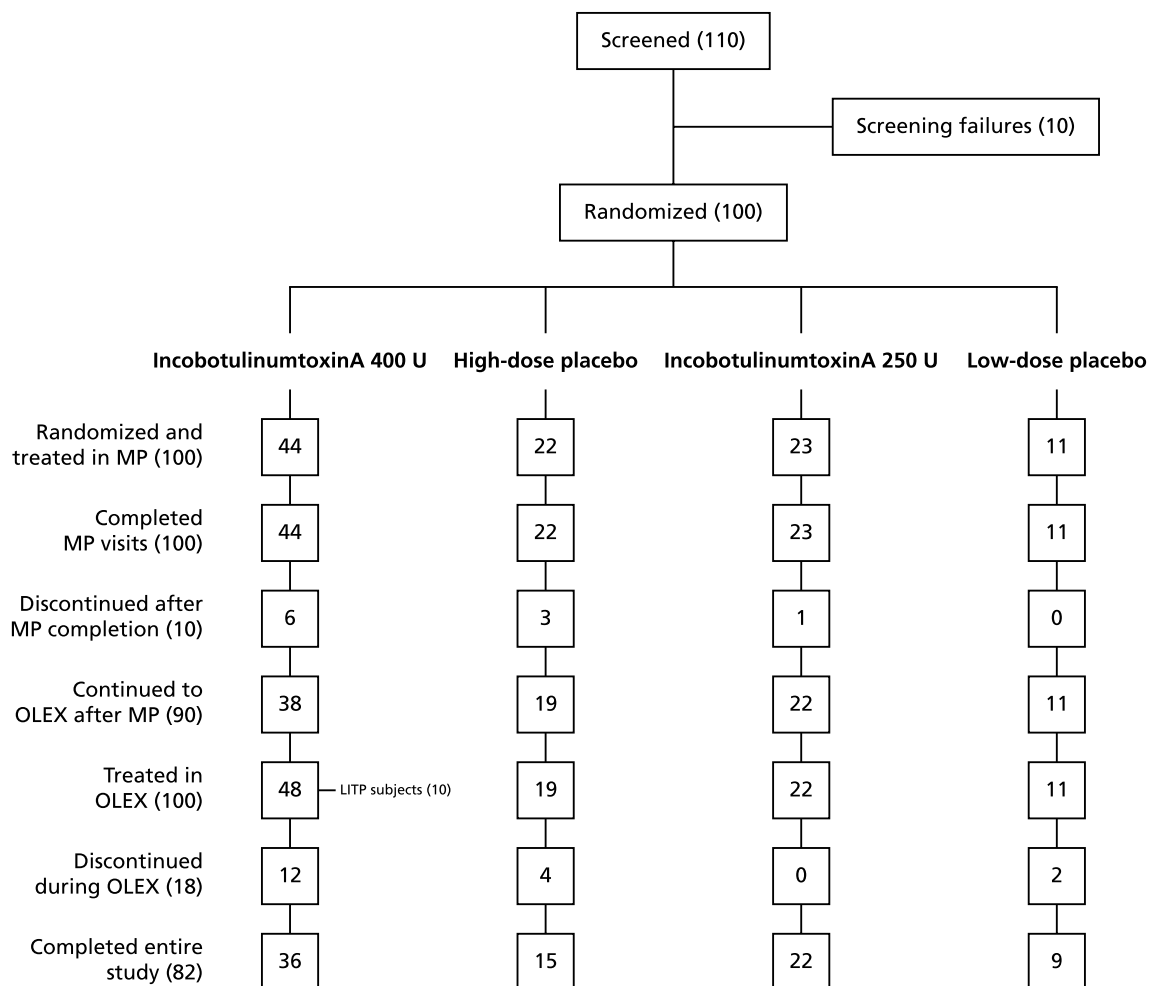 Screened (110)
Screening failures (10)
Randomized (100)
IncobotulinumtoxinA 400 U High-dose placebo IncobotulinumtoxinA 250 U Low-dose placebo
Randomized and
treated in MP (100)
44 22 23 11
Completed
MP visits (100)
44 22 23 11
Discontinued after
MP completion (10)
6 3 1 0
Continued to
OLEX after MP (90)
38 19 22 11
Treated in
OLEX (100)
48 LITP subjects (10) 19 22 11
Discontinued
during OLEX (18)
12 4 0 2
Completed entire
study (82)
36 15 22 9